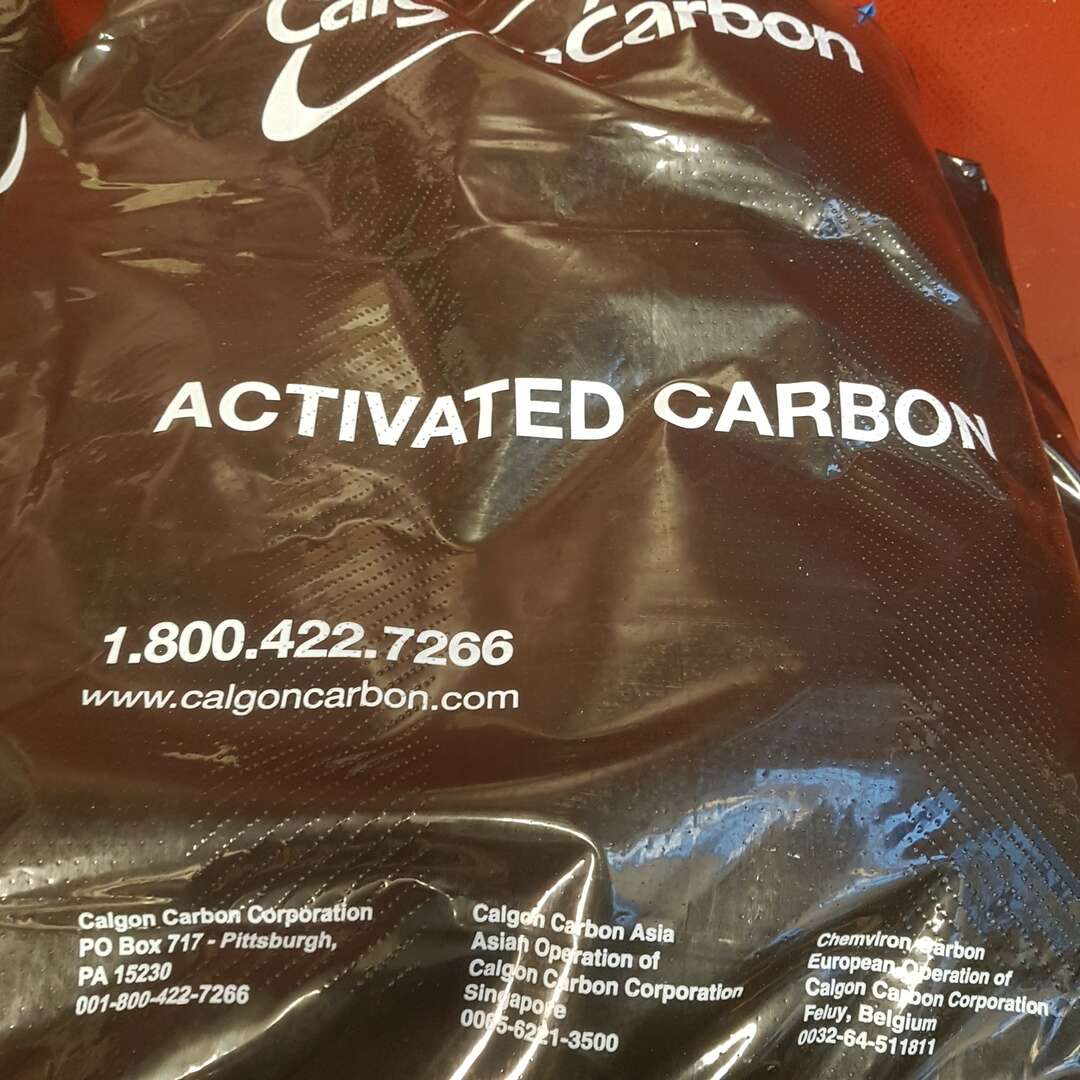 Calgon Carbon
ACTIVATED CARBON
1.800.422.7266
www.calgoncarbon.com
Calgon Carbon Corporation
PO Box 717 - Pittsburgh,
PA 15230
001-800-422-7266
Calgon Carbon Asia
Asian Operation of
Calgon Carbon Corporation
Singapore
0065-6221-3500
Chemviron Carbon
European Operation of
Calgon Carbon Corporation
Feluy, Belgium
0032-64-511811